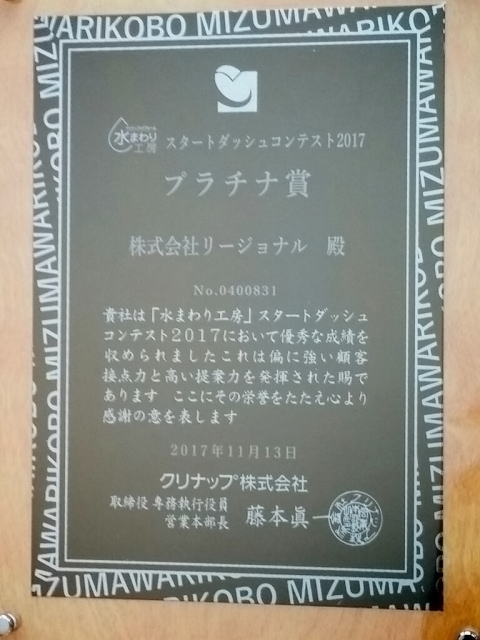 MIZUMAWARIKOBO MIZUMAWARIKOBO
水まわり工房 スタートダッシュコンテスト2017
プラチナ賞
株式会社リージョナル 殿
No.0400831
貴社は「水まわり工房」スタートダッシュ
コンテスト2017において優秀な成績を
収められましたこれは偏に強い顧客
接点力と高い提案力を発揮された賜で
あります ここにその栄誉をたたえ心より
感謝の意を表します
2017年11月13日
クリナップ株式会社
取締役 専務執行役員
営業本部長 藤本眞一